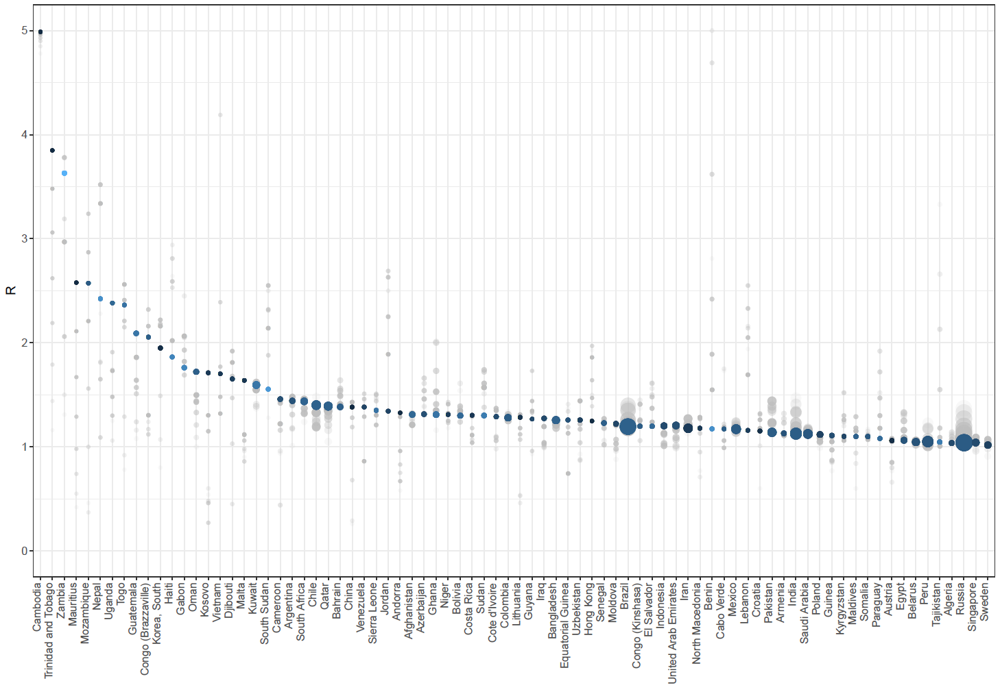 5
4
3
2
1
0
R
Cambodia
Trinidad and Tobago
Zambia
Mauritius
Mozambique
Nepal
Uganda
Togo
Guatemala
Congo (Brazzaville)
Korea, South
Haiti
Gabon
Oman
Kosovo
Vietnam
Djibouti
Malta
Kuwait
South Sudan
Cameroon
Argentina
South Africa
Chile
Qatar
Bahrain
China
Venezuela
Sierra Leone
Jordan
Andorra
Afghanistan
Azerbaijan
Ghana
Niger
Bolivia
Costa Rica
Sudan
Cote d'Ivoire
Colombia
Lithuania
Guyana
Iraq
Bangladesh
Equatorial Guinea
Uzbekistan
Hong Kong
Senegal
Moldova
Brazil
Congo (Kinshasa)
El Salvador
Indonesia
United Arab Emirates
Iran
North Macedonia
Benin
Cabo Verde
Mexico
Lebanon
Croatia
Pakistan
Armenia
India
Saudi Arabia
Poland
Guinea
Kyrgyzstan
Maldives
Somalia
Paraguay
Austria
Egypt
Belarus
Peru
Tajikistan
Algeria
Russia
Singapore
Sweden